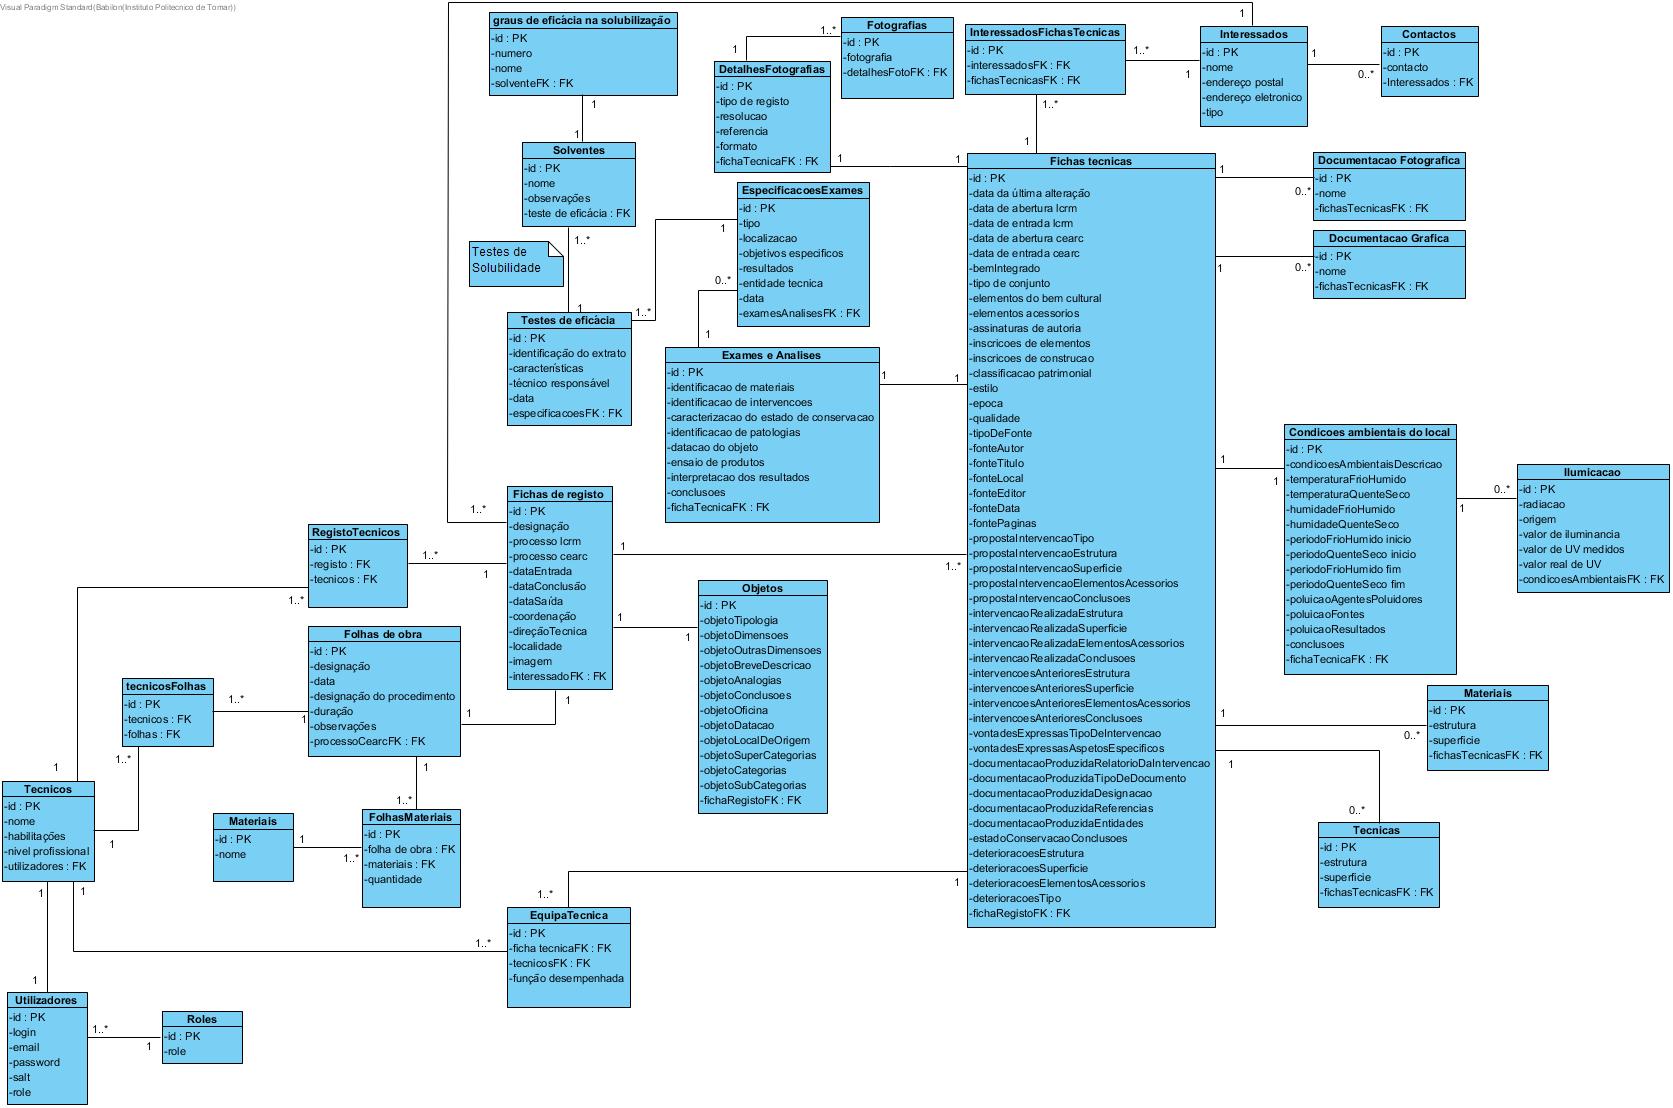 Visual Paradigm Standard(Babilon(Instituto Politecnico de Tomar))
graus de eficácia na solubilização
-id : PK
-numero
-nome
-solventeFK : FK
1
1
Solventes
-id : PK
-nome
-observações
-teste de eficácia : FK
1..*
Testes de
Solubilidade
1
Testes de eficácia
-id : PK
-identificação do extrato
-características
-técnico responsável
-data
-especificacoesFK : FK
1..*
1
Fotografias
-id : PK
-fotografia
-detalhesFotoFK : FK
1..*
1
DetalhesFotografias
-id : PK
-tipo de registo
-resolucao
-referencia
-formato
-fichaTecnicaFK : FK
1
1
EspecificacoesExames
-id : PK
-tipo
-localizacao
-objetivos especificos
-resultados
-entidade tecnica
-data
-examesAnalisesFK : FK
0..*
1
Exames e Analises
-id : PK
-identificacao de materiais
-identificacao de intervencoes
-caracterizacao do estado de conservacao
-identificacao de patologias
-datacao do objeto
-ensaio de produtos
-interpretacao dos resultados
-conclusoes
-fichaTecnicaFK : FK
1
1
InteressadosFichasTecnicas
-id : PK
-interessadosFK : FK
-fichasTecnicasFK : FK
1..*
1
1..*
1
Interessados
-id : PK
-nome
-endereço postal
-endereço eletronico
-tipo
1
1
0..*
Contactos
-id : PK
-contacto
-Interessados : FK
Fichas tecnicas
-id : PK
-data da última alteração
-data de abertura lcrm
-data de entrada lcrm
-data de abertura cearc
-data de entrada cearc
-bemIntegrado
-tipo de conjunto
-elementos do bem cultural
-elementos acessorios
-assinaturas de autoria
-inscricoes de elementos
-inscricoes de construcao
-classificacao patrimonial
-estilo
-epoca
-qualidade
-tipoDeFonte
-fonteAutor
-fonteTitulo
-fonteLocal
-fonteEditor
-fonteData
-fontePaginas
-propostaIntervencaoTipo
-propostaIntervencaoEstrutura
-propostaIntervencaoSuperficie
-propostaIntervencaoElementosAcessorios
-propostaIntervencaoConclusoes
-intervencaoRealizadaEstrutura
-intervencaoRealizadaSuperficie
-intervencaoRealizadaElementosAcessorios
-intervencaoRealizadaConclusoes
-intervencoesAnterioresEstrutura
-intervencoesAnterioresSuperficie
-intervencoesAnterioresElementosAcessorios
-intervencoesAnterioresConclusoes
-vontadesExpressasTipoDeIntervencao
-vontadesExpressasAspetosEspecificos
-documentacaoProduzidaRelatorioDaIntervencao
-documentacaoProduzidaTipoDeDocumento
-documentacaoProduzidaDesignacao
-documentacaoProduzidaReferencias
-documentacaoProduzidaEntidades
-estadoConservacaoConclusoes
-deterioracoesEstrutura
-deterioracoesSuperficie
-deterioracoesElementosAcessorios
-deterioracoesTipo
-fichaRegistoFK : FK
1
0..*
Documentacao Fotografica
-id : PK
-nome
-fichasTecnicasFK : FK
1
0..*
Documentacao Grafica
-id : PK
-nome
-fichasTecnicasFK : FK
1
1
Condicoes ambientais do local
-id : PK
-condicoesAmbientaisDescricao
-temperaturaFrioHumido
-temperaturaQuenteSeco
-humidadeFrioHumido
-humidadeQuenteSeco
-periodoFrioHumido inicio
-periodoQuenteSeco inicio
-periodoFrioHumido fim
-periodoQuenteSeco fim
-poluicaoAgentesPoluidores
-poluicaoFontes
-poluicaoResultados
-conclusoes
-fichaTecnicaFK : FK
0..*
1
Ilumicacao
-id : PK
-radiacao
-origem
-valor de iluminancia
-valor de UV medidos
-valor real de UV
-condicoesAmbientaisFK : FK
1
0..*
Materiais
-id : PK
-estrutura
-superficie
-fichasTecnicasFK : FK
1
0..*
Tecnicas
-id : PK
-estrutura
-superficie
-fichasTecnicasFK : FK
1..*
Fichas de registo
-id : PK
-designação
-processo lcrm
-processo cearc
-dataEntrada
-dataConclusão
-dataSaída
-coordenação
-direçãoTecnica
-localidade
-imagem
-interessadoFK : FK
1
1..*
1
1
Objetos
-id : PK
-objetoTipologia
-objetoDimensoes
-objetoOutrasDimensoes
-objetoBreveDescricao
-objetoAnalogias
-objetoConclusoes
-objetoOficina
-objetoDatacao
-objetoLocalDeOrigem
-objetoSuperCategorias
-objetoCategorias
-objetoSubCategorias
-fichaRegistoFK : FK
RegistoTecnicos
-id : PK
-registo : FK
-tecnicos : FK
1..*
1
1..*
Folhas de obra
-id : PK
-designação
-data
-designação do procedimento
-duração
-observações
-processoCearcFK : FK
1
1
tecnicosFolhas
-id : PK
-tecnicos : FK
-folhas : FK
1..*
1
1..*
1
1
Tecnicos
-id : PK
-nome
-habilitações
-nivel profissional
-utilizadores : FK
1
1
Materiais
-id : PK
-nome
1
1..*
1
1..*
FolhasMateriais
-id : PK
-folha de obra : FK
-materiais : FK
-quantidade
1..*
1
1..*
EquipaTecnica
-id : PK
-ficha tecnicaFK : FK
-tecnicosFK : FK
-função desempenhada
1
Utilizadores
-id : PK
-login
-email
-password
-salt
-role
1..*
1
Roles
-id : PK
-role